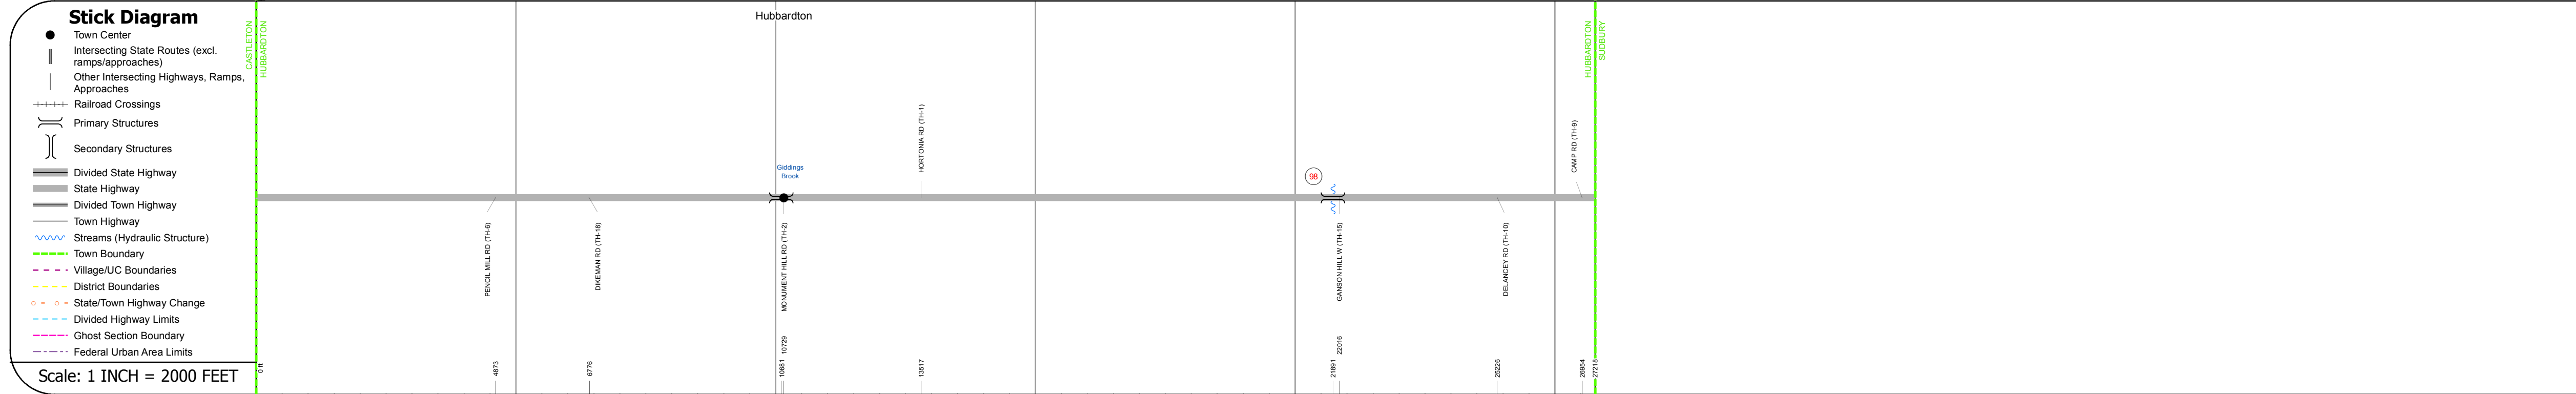 Stick Diagram
Town Center
Intersecting State Routes (excl.
ramps/approaches)
Other Intersecting Highways, Ramps,
Approaches
Railroad Crossings
Primary Structures
Secondary Structures
Divided State Highway
State Highway
Divided Town Highway
Town Highway
Streams (Hydraulic Structure)
Town Boundary
Village/UC Boundaries
District Boundaries
State/Town Highway Change
Divided Highway Limits
Ghost Section Boundary
Federal Urban Area Limits
Scale: 1 INCH = 2000 FEET
CASTLETON
HUBBARDTON
Hubbardton
HUBBARDTON
SUDBURY
Giddings
Brook
98
HORTONIA RD (TH-1)
CAMP RD (TH-9)
PENCIL MILL RD (TH-6)
DIKEMAN RD (TH-18)
MONUMENT HILL RD (TH-2)
GANSON HILL W (TH-15)
DELANCEY RD (TH-10)
0 ft
4873
6776
10681
10729
13517
21891
22016
25226
26954
27218